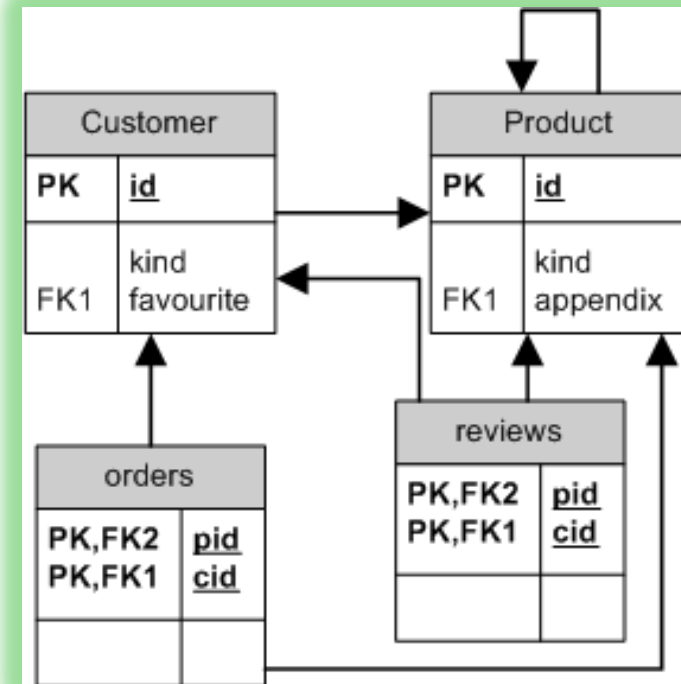 Customer
PK id
kind
FK1 favourite
Product
PK id
kind
FK1 appendix
orders
PK,FK2 pid
PK,FK1 cid
reviews
PK,FK2 pid
PK,FK1 cid